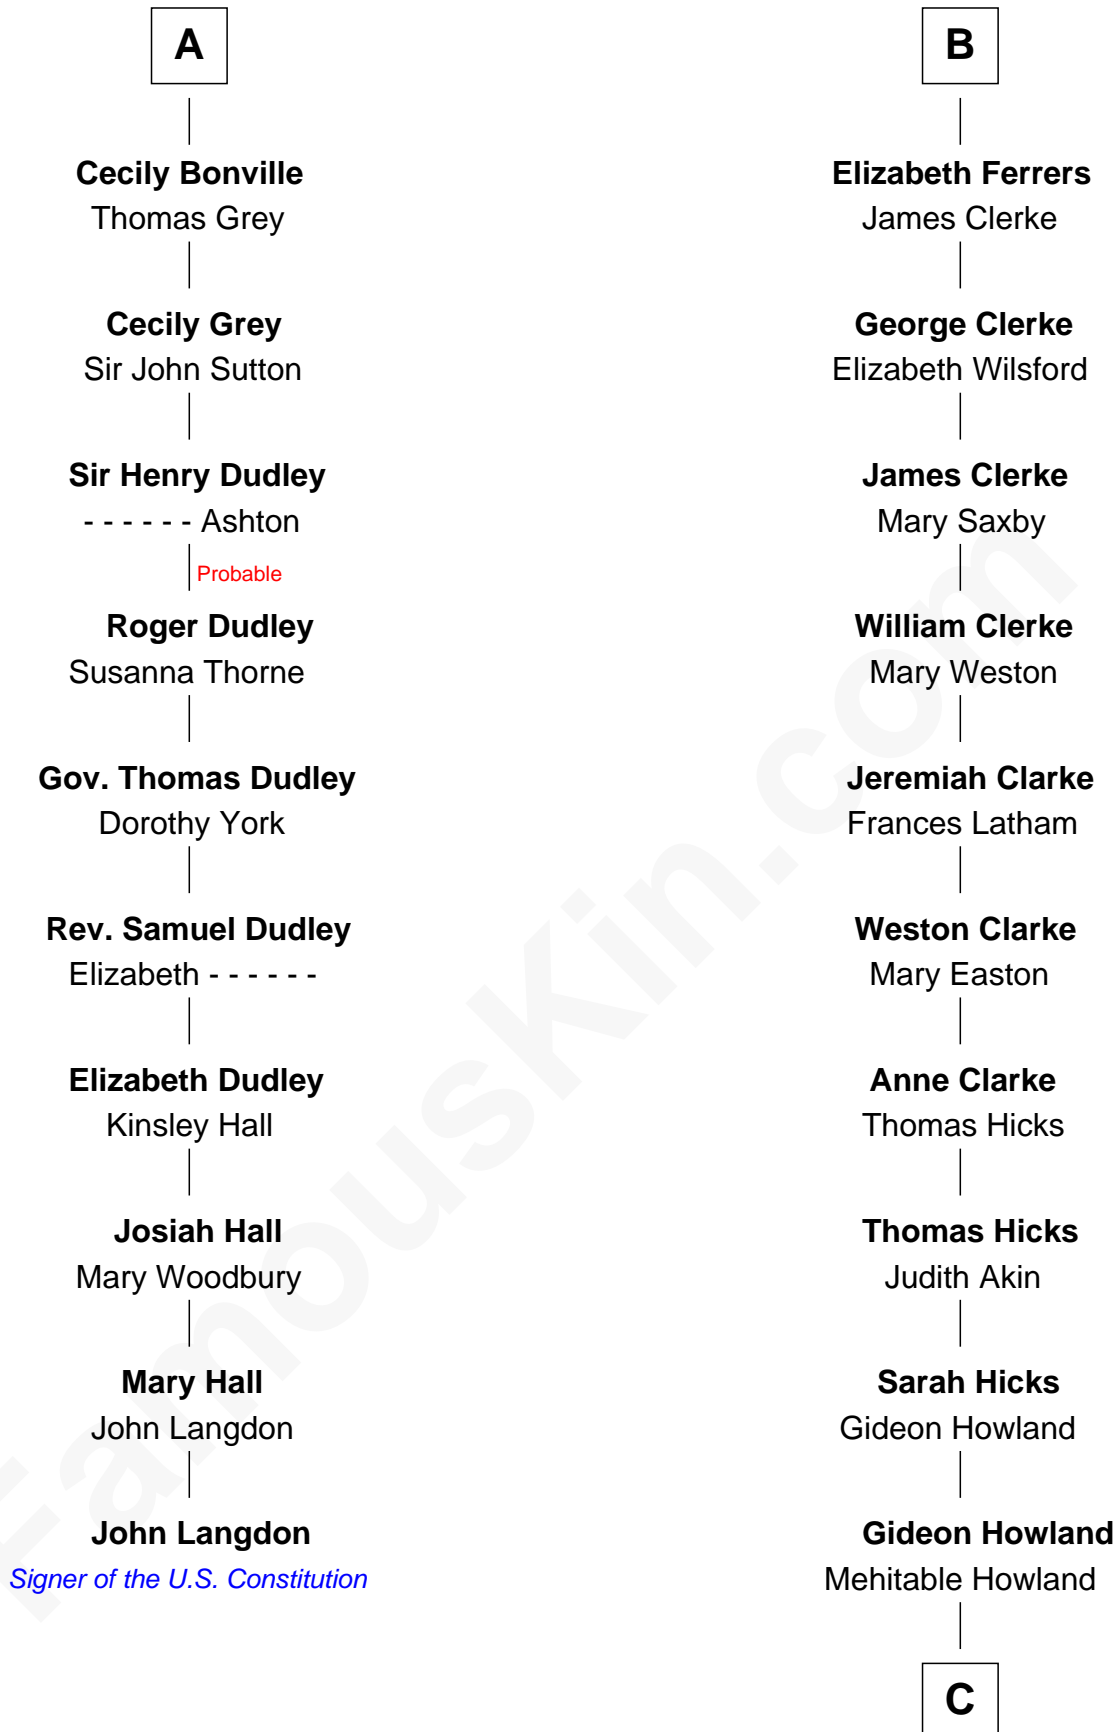 A
Cecily Bonville
Thomas Grey
Cecily Grey
Sir John Sutton
Sir Henry Dudley
- - - - - - Ashton
Probable
Roger Dudley
Susanna Thorne
Gov. Thomas Dudley
Dorothy York
Rev. Samuel Dudley
Elizabeth - - - - - -
Elizabeth Dudley
Kinsley Hall
Josiah Hall
Mary Woodbury
Mary Hall
John Langdon
John Langdon
Signer of the U.S. Constitution
B
Elizabeth Ferrers
James Clerke
George Clerke
Elizabeth Wilsford
James Clerke
Mary Saxby
William Clerke
Mary Weston
Jeremiah Clarke
Frances Latham
Weston Clarke
Mary Easton
Anne Clarke
Thomas Hicks
Thomas Hicks
Judith Akin
Sarah Hicks
Gideon Howland
Gideon Howland
Mehitable Howland
C
FamousKin.com